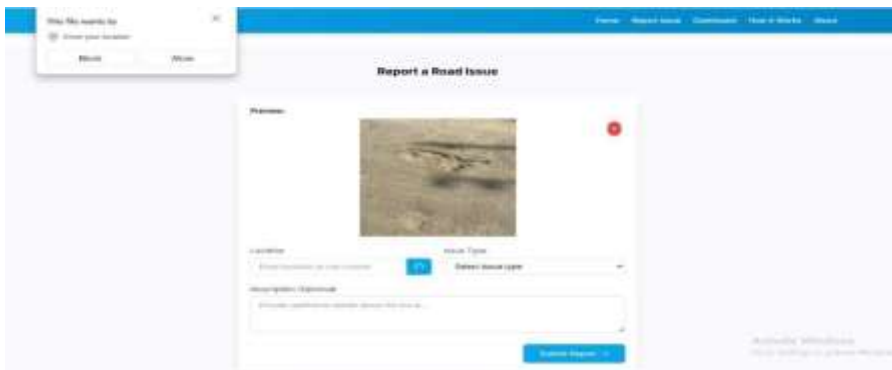 This file wants to
Know your location
Block Allow
Home Report Issue Dashboard How it Works About
Report a Road Issue
Preview:
Location
Issue Type
Select issue type
Description (Optional)
Submit Report
Activate Windows